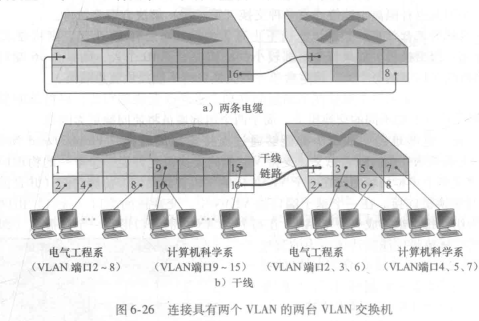 1
16
1
8
a）两条电缆
1
9
15
干线
链路
1
3
5
7
2
4
8
10
16
2
4
6
8
电气工程系
计算机科学系
电气工程系
计算机科学系
（VLAN 端口2～8）
（VLAN端口9～15）
（VLAN端口2、3、6）
（VLAN端口4、5、7）
b）干线
图 6-26 连接具有两个 VLAN 的两台 VLAN 交换机